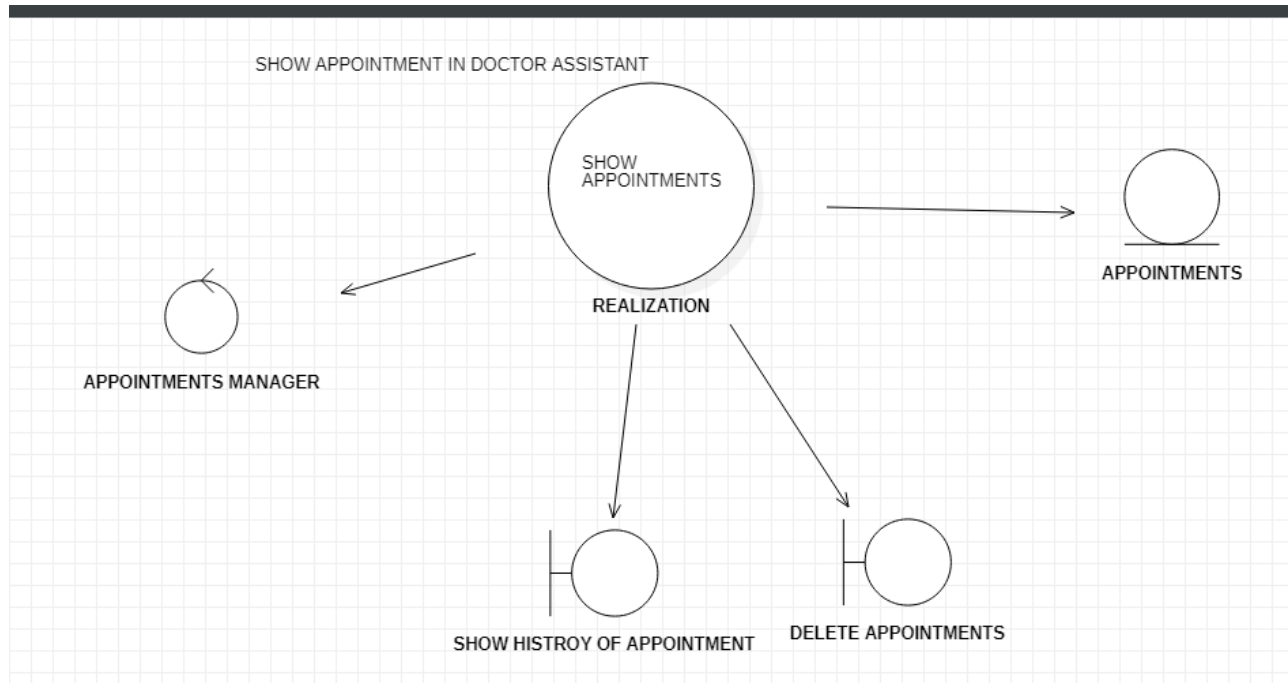 SHOW APPOINTMENT IN DOCTOR ASSISTANT
SHOW
APPOINTMENTS
REALIZATION
APPOINTMENTS
APPOINTMENTS MANAGER
SHOW HISTROY OF APPOINTMENT
DELETE APPOINTMENTS